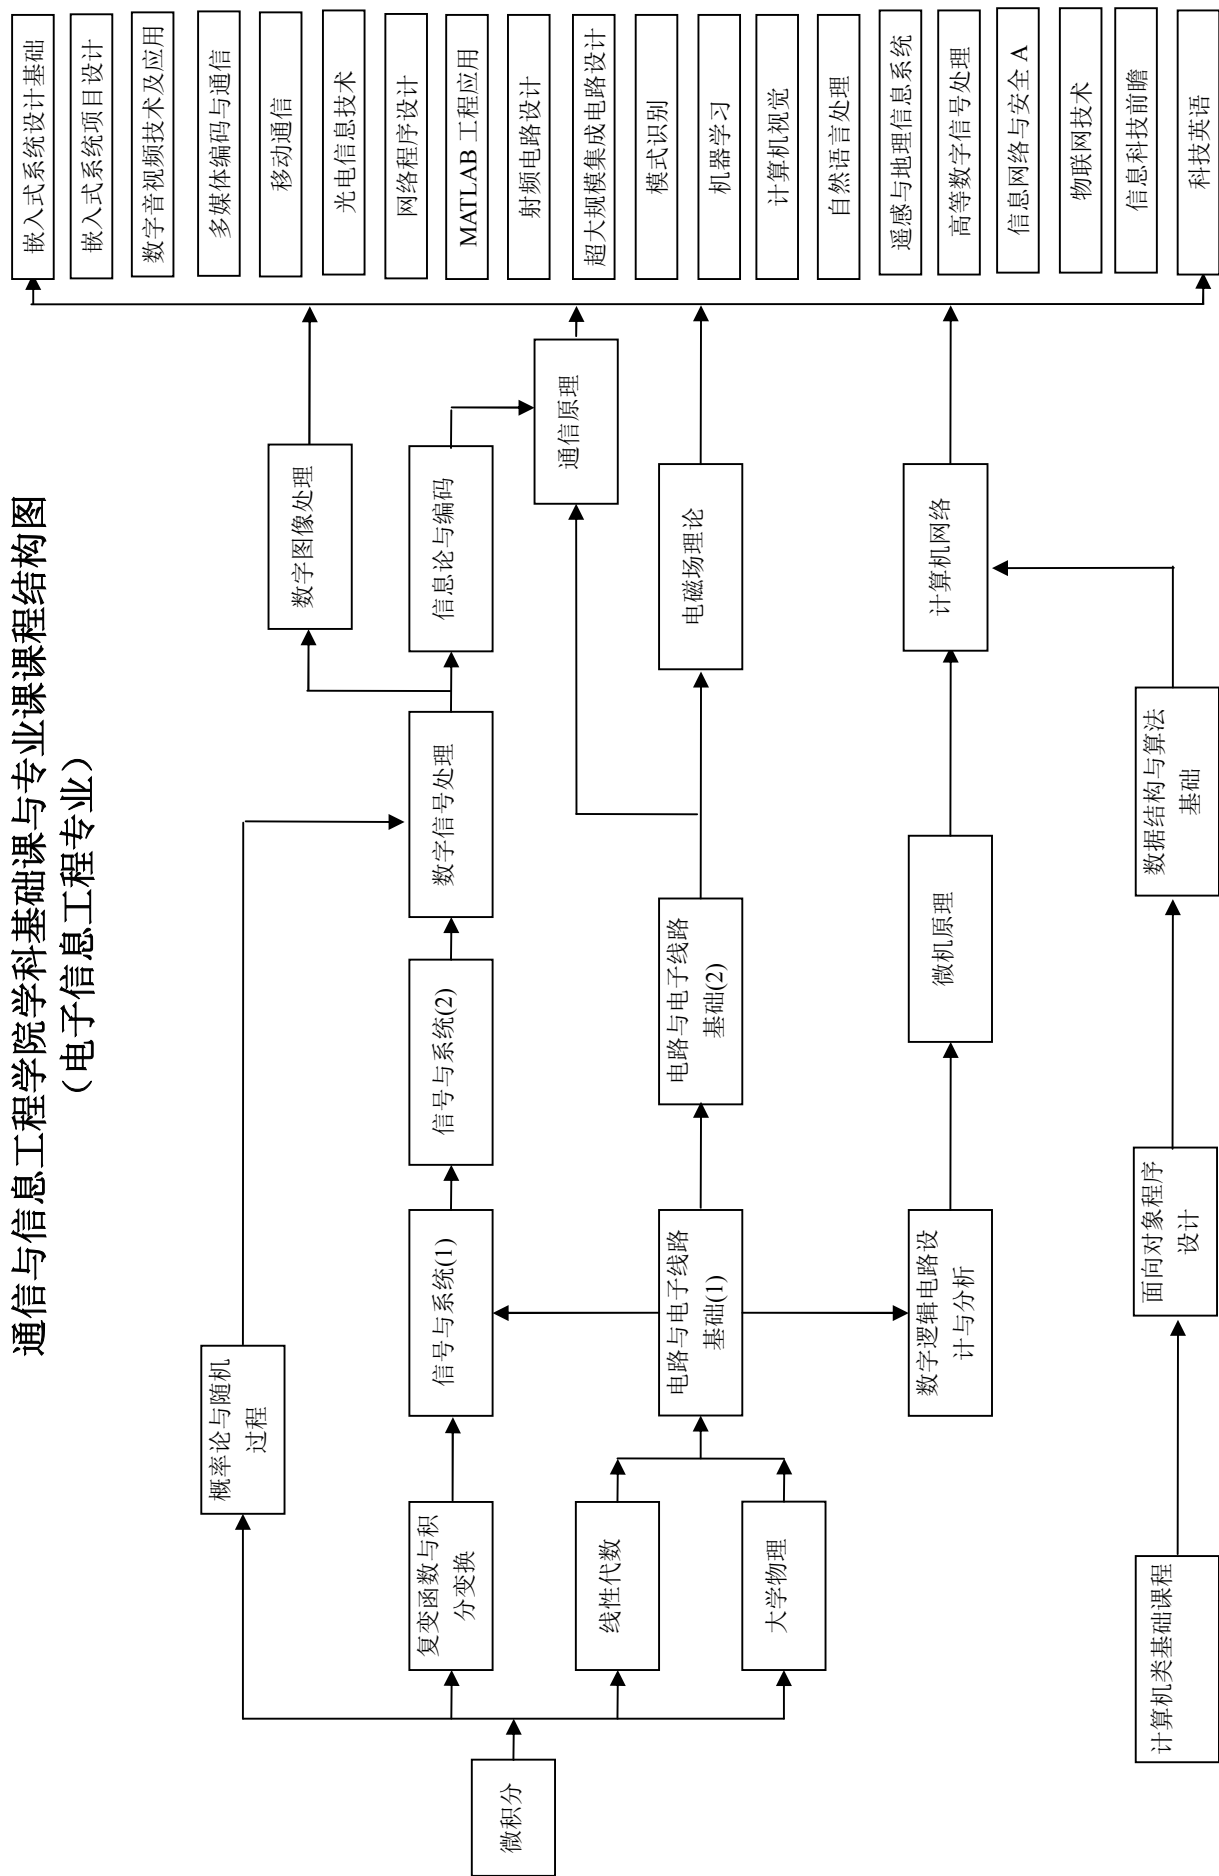 通信与信息工程学院学科基础课与专业课课程结构图
（电子信息工程专业）
微积分
概率论与随机
过程
复变函数与积
分变换
线性代数
大学物理
计算机类基础课程
信号与系统(1)
电路与电子线路
基础(1)
数字逻辑电路设
计与分析
面向对象程序
设计
信号与系统(2)
电路与电子线路
基础(2)
微机原理
数据结构与算法
基础
数字信号处理
数字图像处理
信息论与编码
通信原理
电磁场理论
计算机网络
嵌入式系统设计基础
嵌入式系统项目设计
数字音视频技术及应用
多媒体编码与通信
移动通信
光电信息技术
网络程序设计
MATLAB 工程应用
射频电路设计
超大规模集成电路设计
模式识别
机器学习
计算机视觉
自然语言处理
遥感与地理信息系统
高等数字信号处理
信息网络与安全 A
物联网技术
信息科技前瞻
科技英语